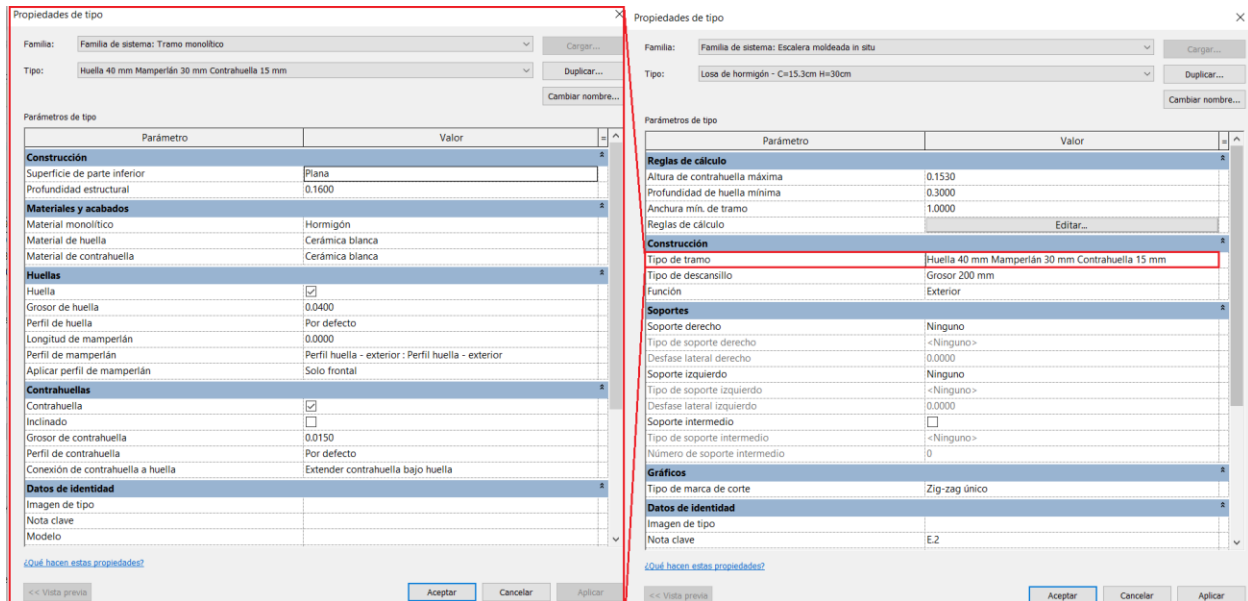 Propiedades de tipo
Familia: Familia de sistema: Tramo monolítico Cargar...
Tipo: Huella 40 mm Mamperlán 30 mm Contrahuella 15 mm Duplicar...
Cambiar nombre...
Parámetros de tipo
Parámetro Valor =
Construcción
Superficie de parte inferior Plana
Profundidad estructural 0.1600
Materiales y acabados
Material monolítico Hormigón
Material de huella Cerámica blanca
Material de contrahuella Cerámica blanca
Huellas
Huella
Grosor de huella 0.0400
Perfil de huella Por defecto
Longitud de mamperlán 0.0000
Perfil de mamperlán Perfil huella - exterior : Perfil huella - exterior
Aplicar perfil de mamperlán Solo frontal
Contrahuellas
Contrahuella
Inclinado
Grosor de contrahuella 0.0150
Perfil de contrahuella Por defecto
Conexión de contrahuella a huella Extender contrahuella bajo huella
Datos de identidad
Imagen de tipo
Nota clave
Modelo
¿Qué hacen estas propiedades?
<< Vista previa Aceptar Cancelar Aplicar
Propiedades de tipo
Familia: Familia de sistema: Escalera moldeada in situ Cargar...
Tipo: Losa de hormigón - C=15.3cm H=30cm Duplicar...
Cambiar nombre...
Parámetros de tipo
Parámetro Valor =
Reglas de cálculo
Altura de contrahuella máxima 0.1530
Profundidad de huella mínima 0.3000
Anchura mín. de tramo 1.0000
Reglas de cálculo Editar...
Construcción
Tipo de tramo Huella 40 mm Mamperlán 30 mm Contrahuella 15 mm
Tipo de descansillo Grosor 200 mm
Función Exterior
Soportes
Soporte derecho Ninguno
Tipo de soporte derecho <Ninguno>
Desfase lateral derecho 0.0000
Soporte izquierdo Ninguno
Tipo de soporte izquierdo <Ninguno>
Desfase lateral izquierdo 0.0000
Soporte intermedio
Tipo de soporte intermedio <Ninguno>
Número de soporte intermedio 0
Gráficos
Tipo de marca de corte Zig-zag único
Datos de identidad
Imagen de tipo
Nota clave E.2
¿Qué hacen estas propiedades?
<< Vista previa Aceptar Cancelar Aplicar